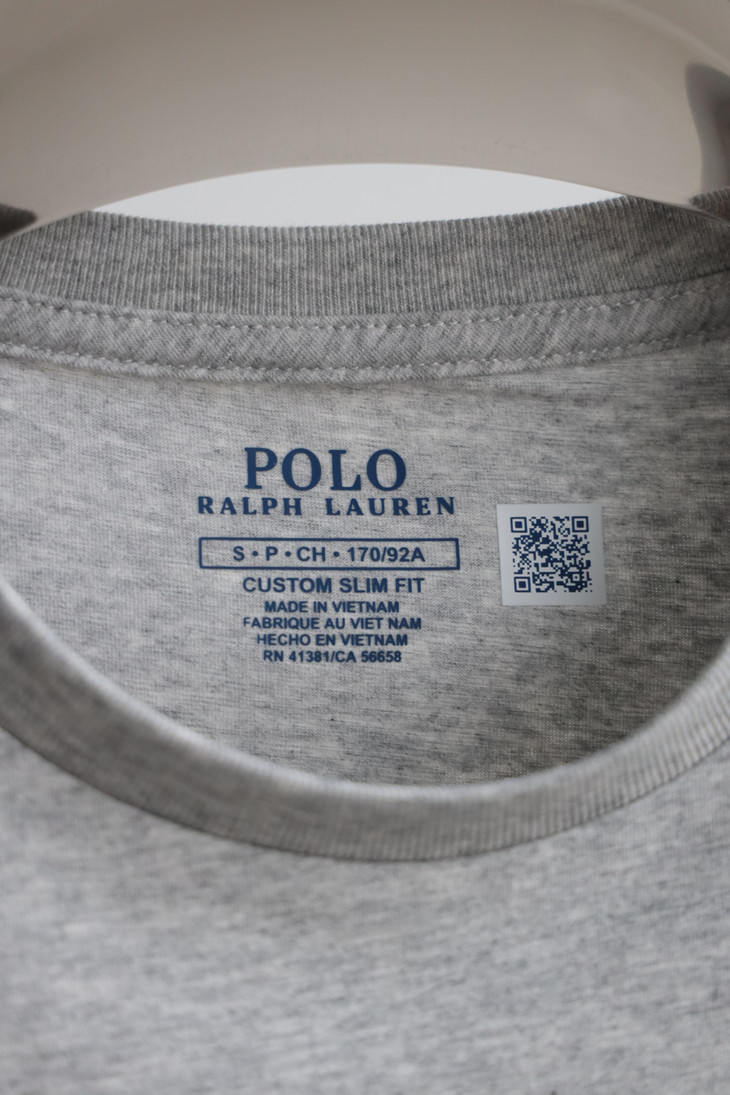 POLO
RALPH LAUREN
S • P • CH • 170/92A
CUSTOM SLIM FIT
MADE IN VIETNAM
FABRIQUE AU VIET NAM
HECHO EN VIETNAM
RN 41381/CA 56658